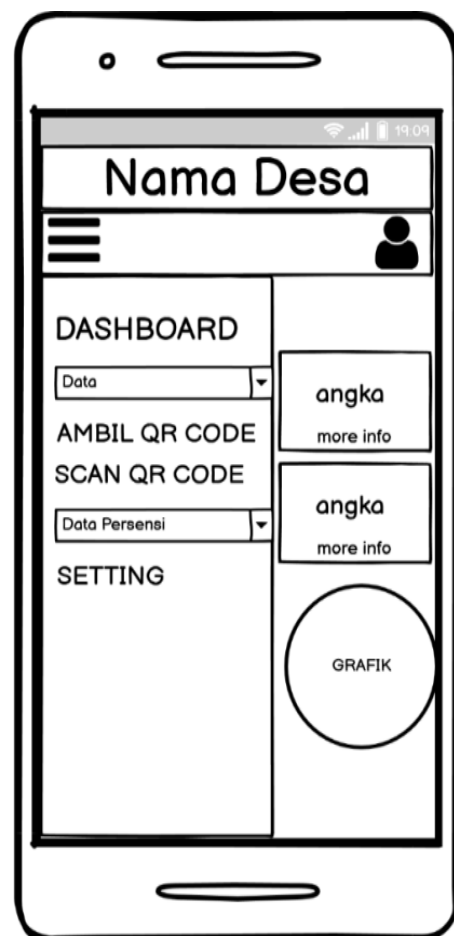 19.09
Nama Desa
DASHBOARD
Data
AMBIL QR CODE
SCAN QR CODE
Data Persensi
SETTING
angka
more info
angka
more info
GRAFIK